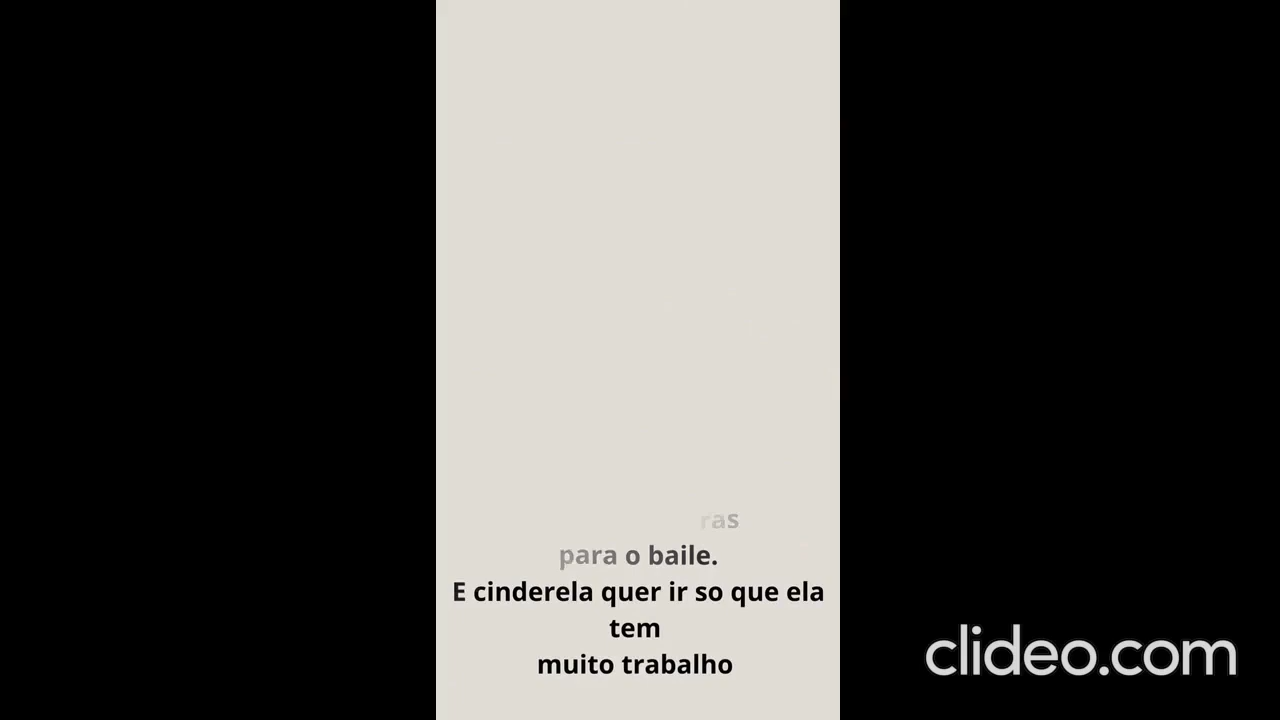 ras
para o baile.
E cinderela quer ir so que ela
tem
muito trabalho
clideo.com